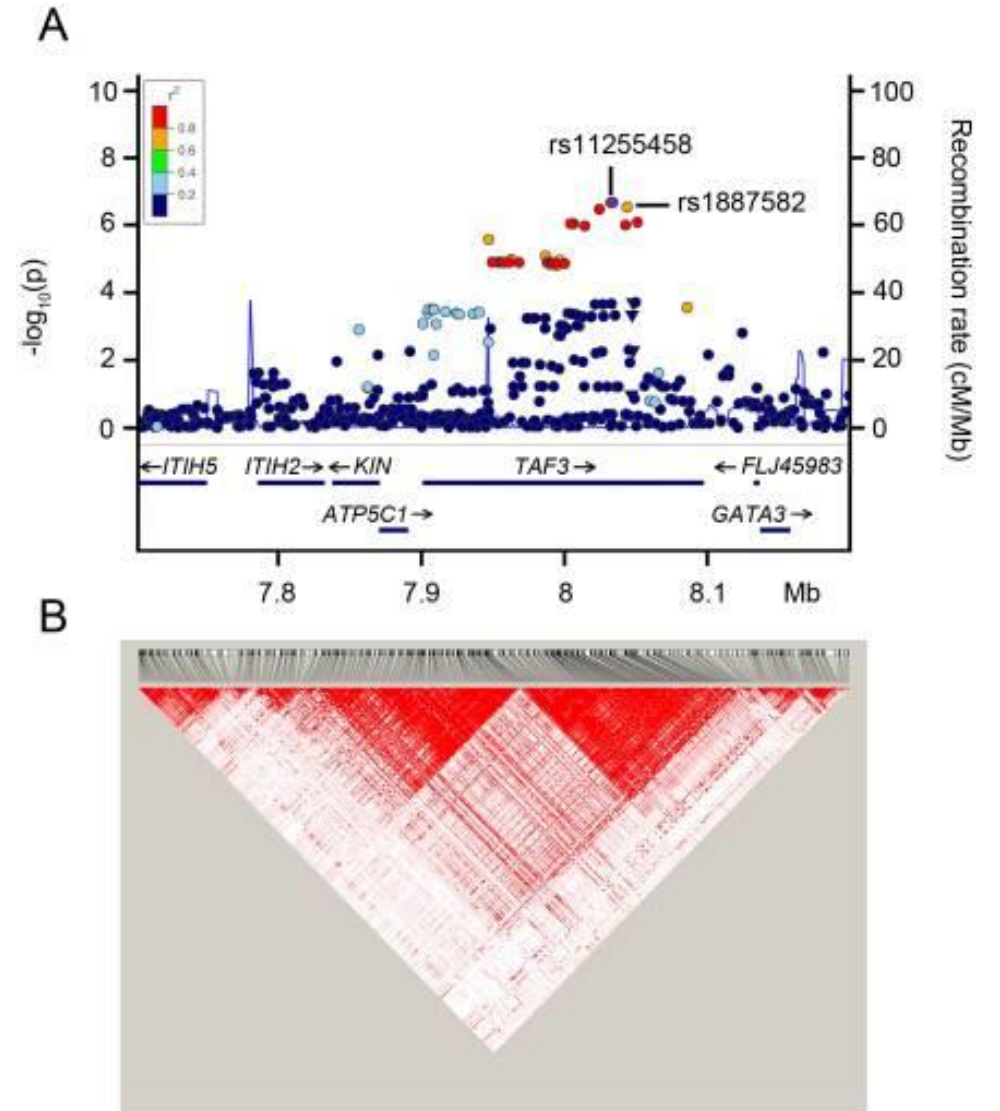 A
r²
0.8
0.6
0.4
0.2
10
8
6
4
2
0
-log₁₀(p)
rs11255458
rs1887582
100
80
60
40
20
0
Recombination rate (cM/Mb)
←ITIH5 ITIH2→ ←KIN TAF3→ ←FLJ45983
ATP5C1→ GATA3→
7.8 7.9 8 8.1 Mb
B